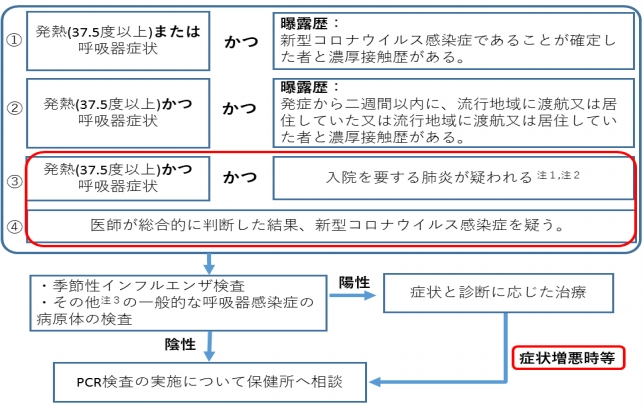 ①
発熱(37.5度以上)または
呼吸器症状
かつ
曝露歴：
新型コロナウイルス感染症であることが確定し
た者と濃厚接触歴がある。
②
発熱(37.5度以上)かつ
呼吸器症状
かつ
曝露歴：
発症から二週間以内に、流行地域に渡航又は居
住していた又は流行地域に渡航又は居住してい
た者と濃厚接触歴がある。
③
発熱(37.5度以上)かつ
呼吸器症状
かつ
入院を要する肺炎が疑われる 注１,注２
④
医師が総合的に判断した結果、新型コロナウイルス感染症を疑う。
・季節性インフルエンザ検査
・その他注３の一般的な呼吸器感染症の
病原体の検査
陽性
症状と診断に応じた治療
陰性
症状増悪時等
PCR検査の実施について保健所へ相談